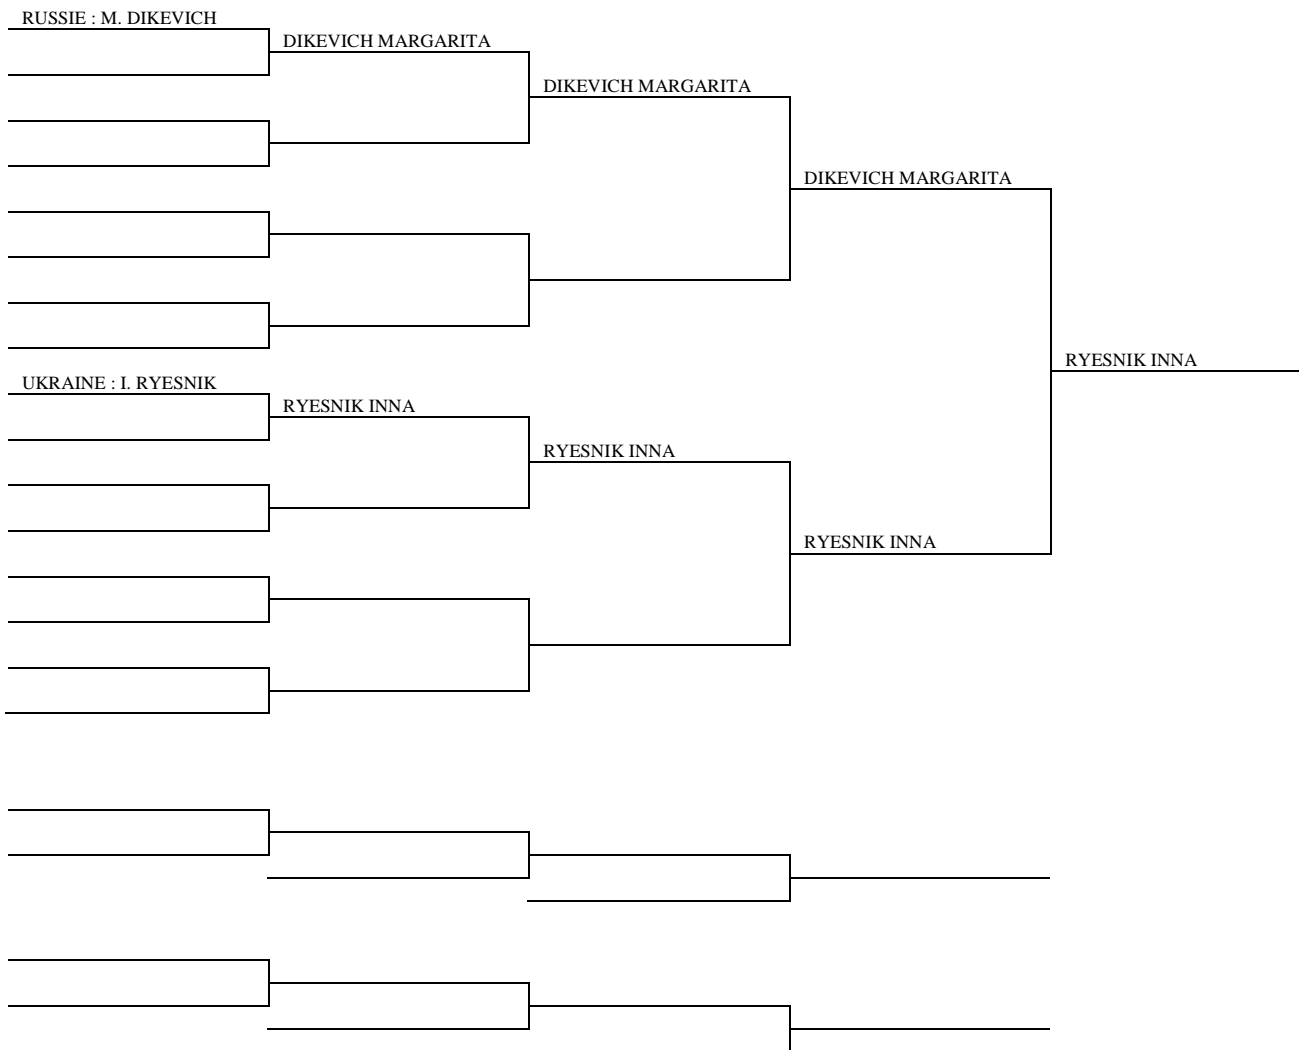 RUSSIE : M. DIKEVICH
DIKEVICH MARGARITA
DIKEVICH MARGARITA
DIKEVICH MARGARITA
RYESNIK INNA
UKRAINE : I. RYESNIK
RYESNIK INNA
RYESNIK INNA
RYESNIK INNA